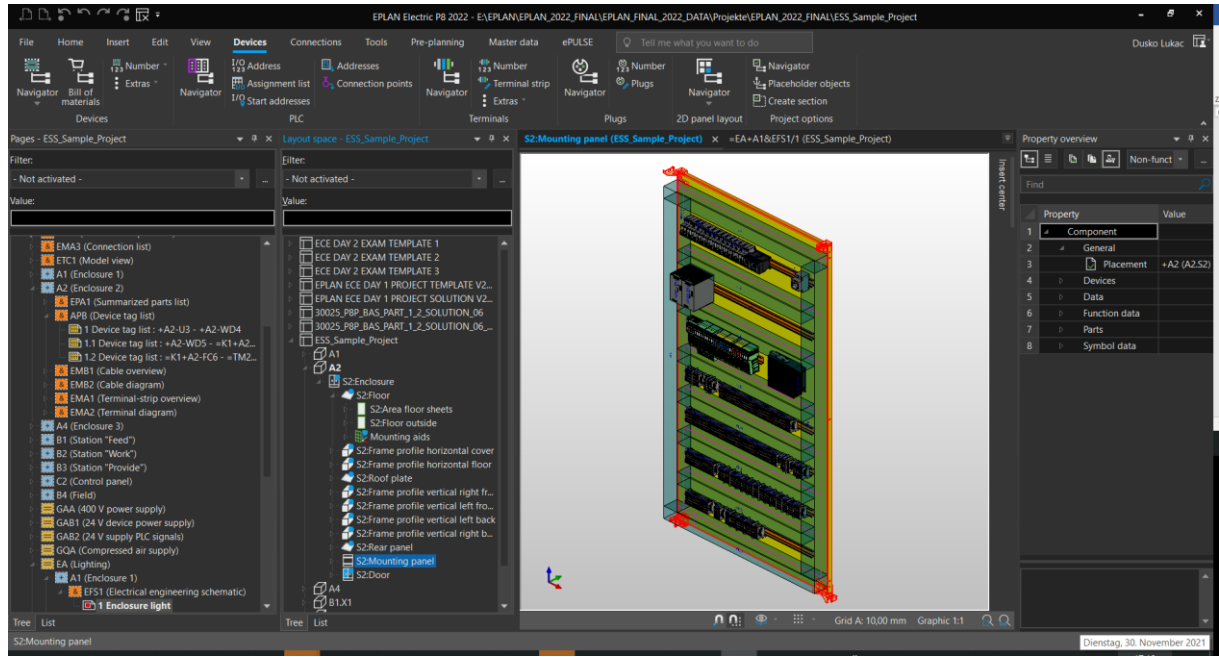 EPLAN Electric P8 2022 - E:\EPLAN\EPLAN_2022_FINAL\EPLAN_FINAL_2022_DATA\Projekte\EPLAN_2022_FINAL\ESS_Sample_Project
File Home Insert Edit View Devices Connections Tools Pre-planning Master data ePULSE Tell me what you want to do Dusko Lukac
Navigator Bill of materials Number Extras
Devices
Navigator I/O Address Assignment list I/O Start addresses Addresses Connection points
PLC
Navigator Number Terminal strip Extras
Terminals
Navigator Number Plugs
Plugs
Navigator
2D panel layout
Navigator Placeholder objects Create section
Project options
Pages - ESS_Sample_Project
Filter:
- Not activated -
...
Value:
EMA3 (Connection list)
ETC1 (Model view)
A1 (Enclosure 1)
A2 (Enclosure 2)
EPA1 (Summarized parts list)
APB (Device tag list)
1 Device tag list : +A2-U3 - +A2-WD4
1.1 Device tag list : +A2-WD5 - =K1+A2...
1.2 Device tag list : =K1+A2-FC6 - =TM2...
EMB1 (Cable overview)
EMB2 (Cable diagram)
EMA1 (Terminal-strip overview)
EMA2 (Terminal diagram)
A4 (Enclosure 3)
B1 (Station "Feed")
B2 (Station "Work")
B3 (Station "Provide")
C2 (Control panel)
B4 (Field)
GAA (400 V power supply)
GAB1 (24 V device power supply)
GAB2 (24 V supply PLC signals)
GQA (Compressed air supply)
EA (Lighting)
A1 (Enclosure 1)
EFS1 (Electrical engineering schematic)
1 Enclosure light
Tree List
Layout space - ESS_Sample_Project
Filter:
- Not activated -
...
Value:
ECE DAY 2 EXAM TEMPLATE 1
ECE DAY 2 EXAM TEMPLATE 2
ECE DAY 2 EXAM TEMPLATE 3
EPLAN ECE DAY 1 PROJECT TEMPLATE V2...
EPLAN ECE DAY 1 PROJECT SOLUTION V2...
30025_P8P_BAS_PART_1_2_SOLUTION_06
30025_P8P_BAS_PART_1_2_SOLUTION_06_...
ESS_Sample_Project
A1
A2
S2:Enclosure
S2:Floor
S2:Area floor sheets
S2:Floor outside
Mounting aids
S2:Frame profile horizontal cover
S2:Frame profile horizontal floor
S2:Roof plate
S2:Frame profile vertical right fr...
S2:Frame profile vertical left fro...
S2:Frame profile vertical left back
S2:Frame profile vertical right b...
S2:Rear panel
S2:Mounting panel
S2:Door
A4
B1.X1
Tree List
S2:Mounting panel (ESS_Sample_Project) =EA+A1&EFS1/1 (ESS_Sample_Project)
Insert center
Grid A: 10,00 mm Graphic 1:1
Property overview
Non-funct
...
Find
Property Value
1 Component
2 General
3 Placement +A2 (A2.S2)
4 Devices
5 Data
6 Function data
7 Parts
8 Symbol data
S2:Mounting panel
Dienstag, 30. November 2021